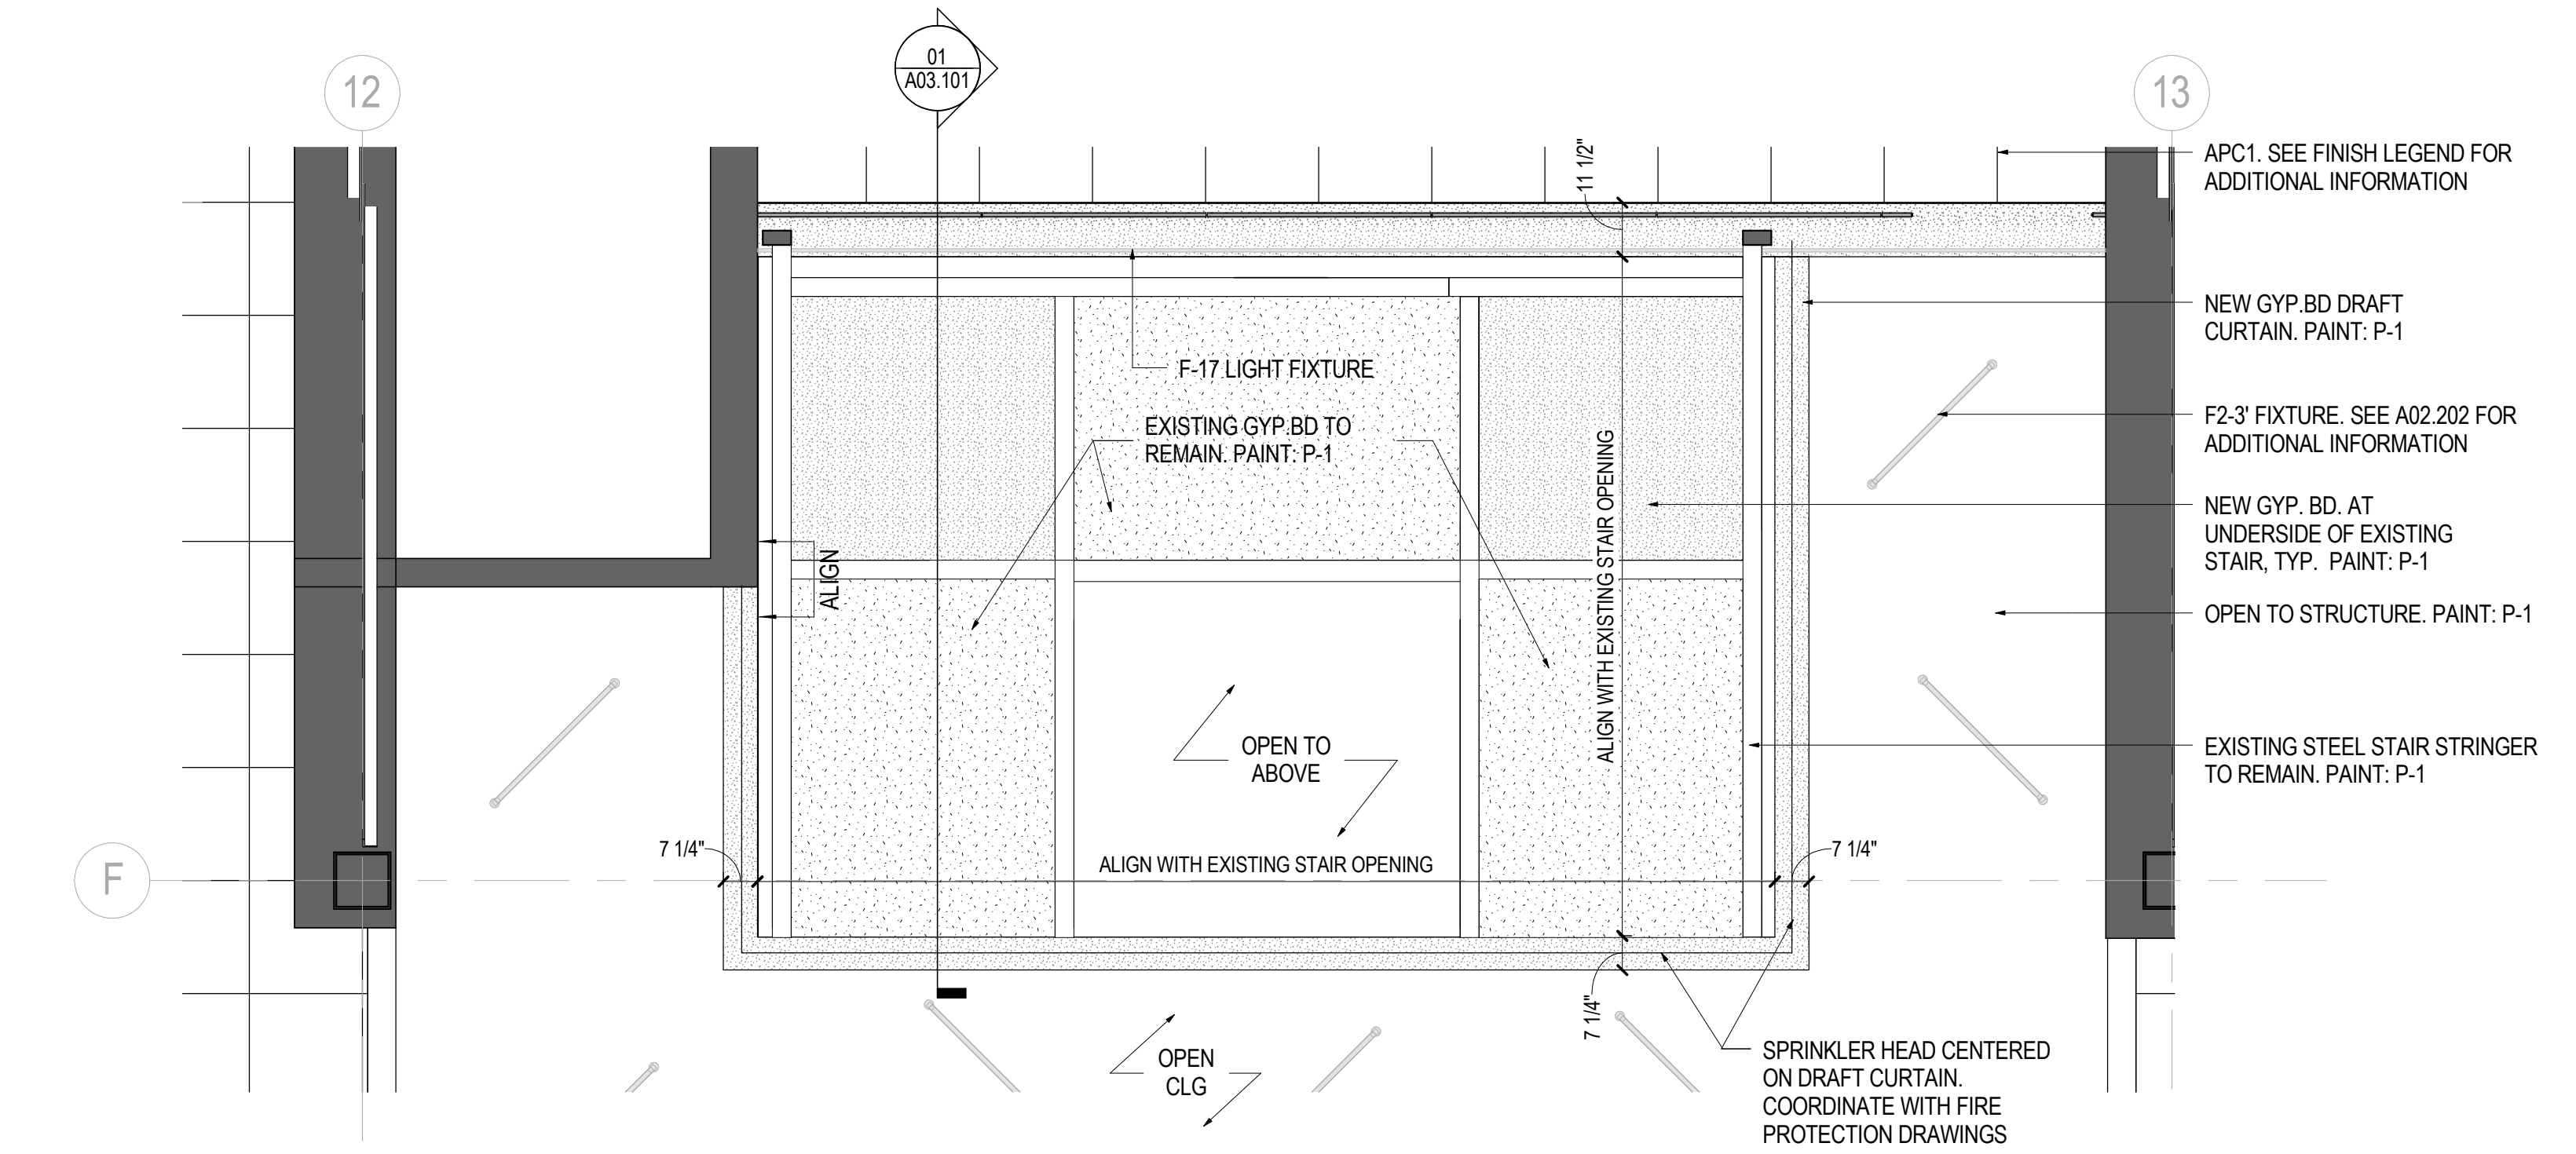 01
A03.101
12
13
11 1/2"
APC1. SEE FINISH LEGEND FOR
ADDITIONAL INFORMATION
NEW GYP.BD DRAFT
CURTAIN. PAINT: P-1
F-17 LIGHT FIXTURE
EXISTING GYP.BD TO
REMAIN. PAINT: P-1
F2-3' FIXTURE. SEE A02.202 FOR
ADDITIONAL INFORMATION
NEW GYP. BD. AT
UNDERSIDE OF EXISTING
STAIR, TYP. PAINT: P-1
ALIGN
ALIGN WITH EXISTING STAIR OPENING
OPEN TO STRUCTURE. PAINT: P-1
OPEN TO
ABOVE
EXISTING STEEL STAIR STRINGER
TO REMAIN. PAINT: P-1
7 1/4"
ALIGN WITH EXISTING STAIR OPENING
7 1/4"
F
7 1/4"
OPEN
CLG
SPRINKLER HEAD CENTERED
ON DRAFT CURTAIN.
COORDINATE WITH FIRE
PROTECTION DRAWINGS